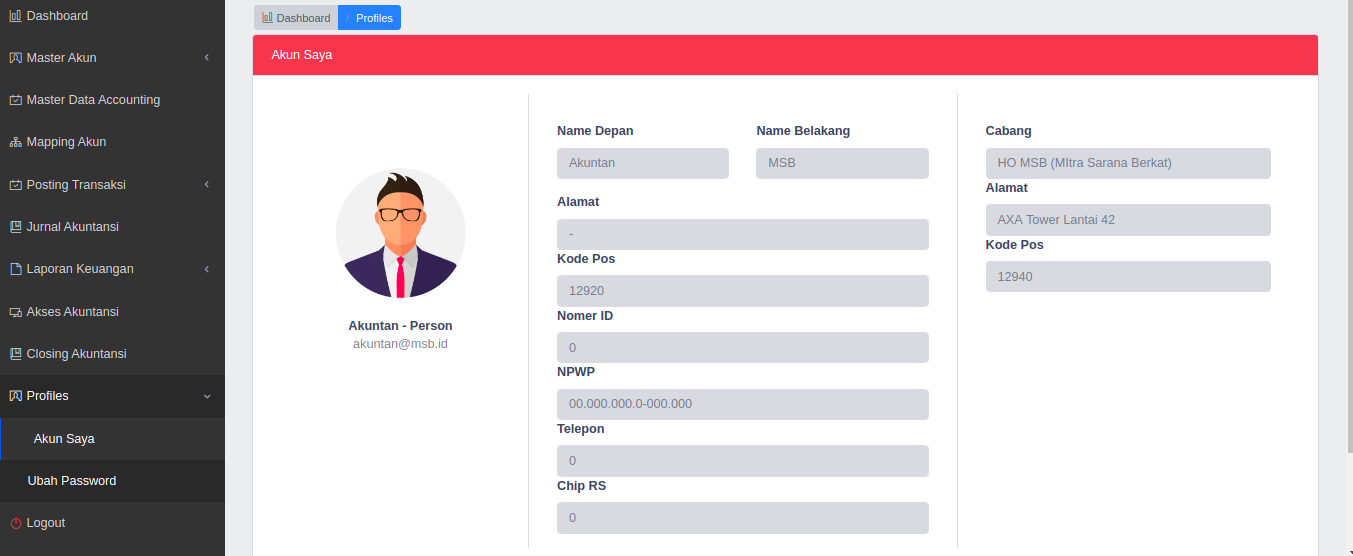 Dashboard
Master Akun
Master Data Accounting
Mapping Akun
Posting Transaksi
Jurnal Akuntansi
Laporan Keuangan
Akses Akuntansi
Closing Akuntansi
Profiles
Akun Saya
Ubah Password
Logout
Dashboard / Profiles
Akun Saya
Akuntan - Person
akuntan@msb.id
Name Depan Name Belakang
Akuntan MSB
Alamat
-
Kode Pos
12920
Nomer ID
0
NPWP
00.000.000.0-000.000
Telepon
0
Chip RS
0
Cabang
HO MSB (MItra Sarana Berkat)
Alamat
AXA Tower Lantai 42
Kode Pos
12940